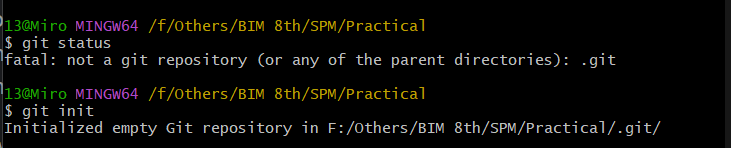 13@Miro MINGW64 /f/Others/BIM 8th/SPM/Practical
$ git status
fatal: not a git repository (or any of the parent directories): .git
13@Miro MINGW64 /f/Others/BIM 8th/SPM/Practical
$ git init
Initialized empty Git repository in F:/Others/BIM 8th/SPM/Practical/.git/